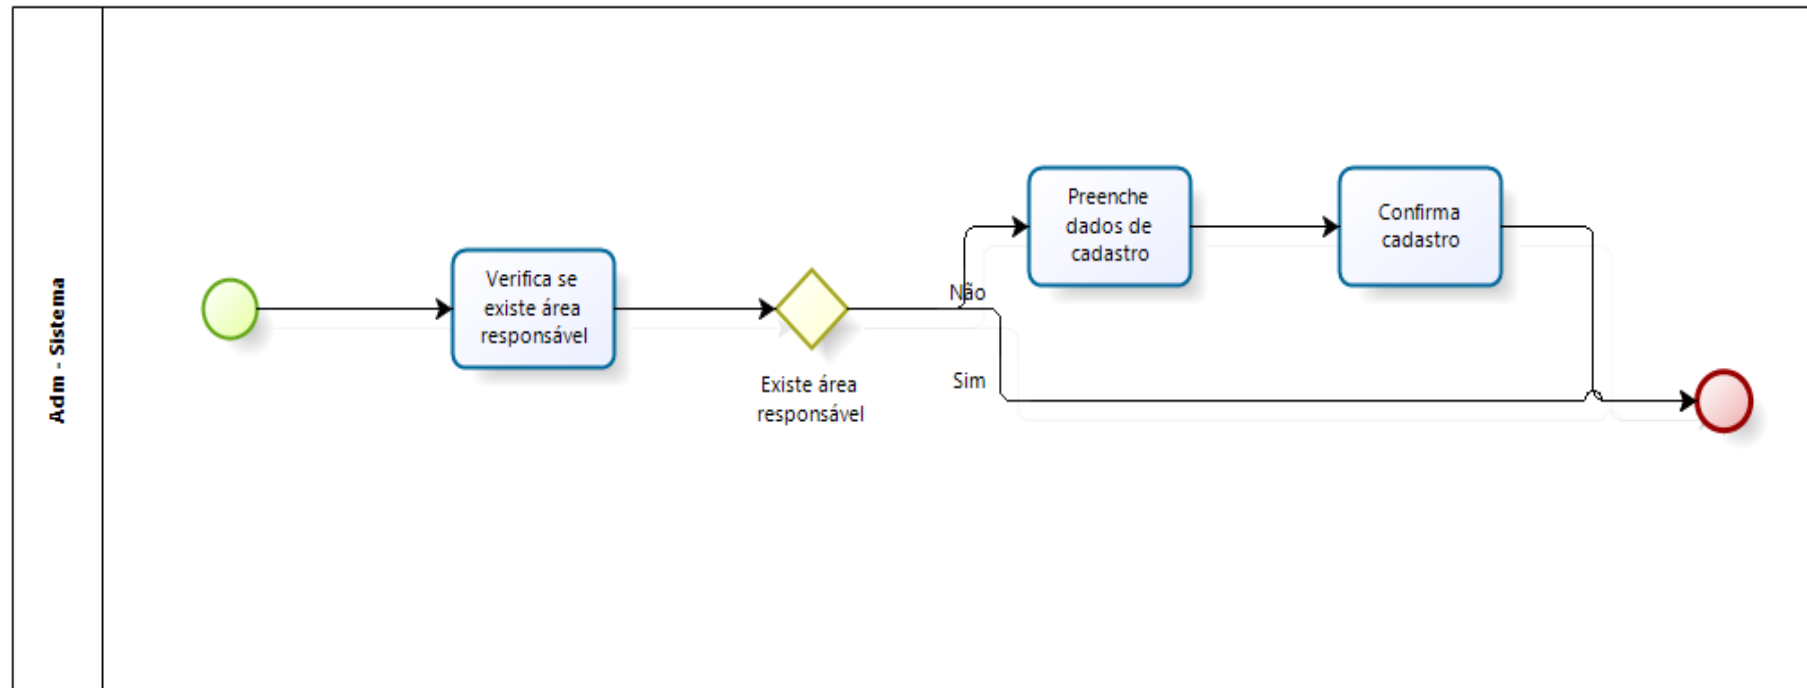 Adm - Sistema
Verifica se
existe área
responsável
Existe área
responsável
Não
Sim
Preenche
dados de
cadastro
Confirma
cadastro